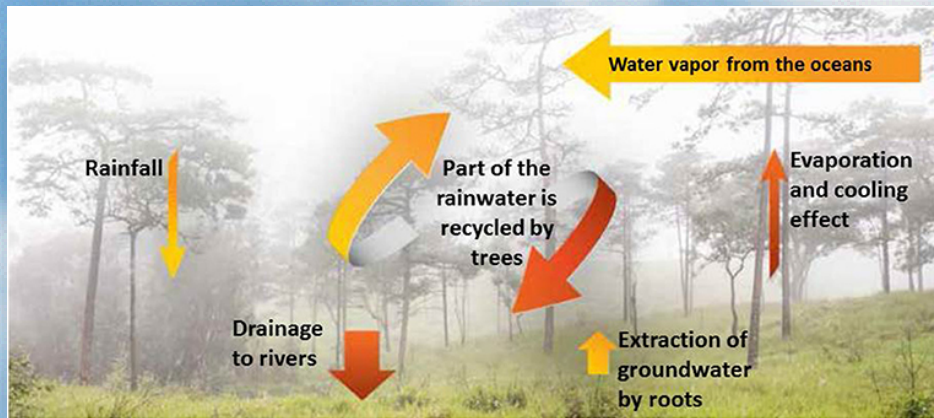 Water vapor from the oceans
Rainfall
Part of the
rainwater is
recycled by
trees
Evaporation
and cooling
effect
Drainage
to rivers
Extraction of
groundwater
by roots